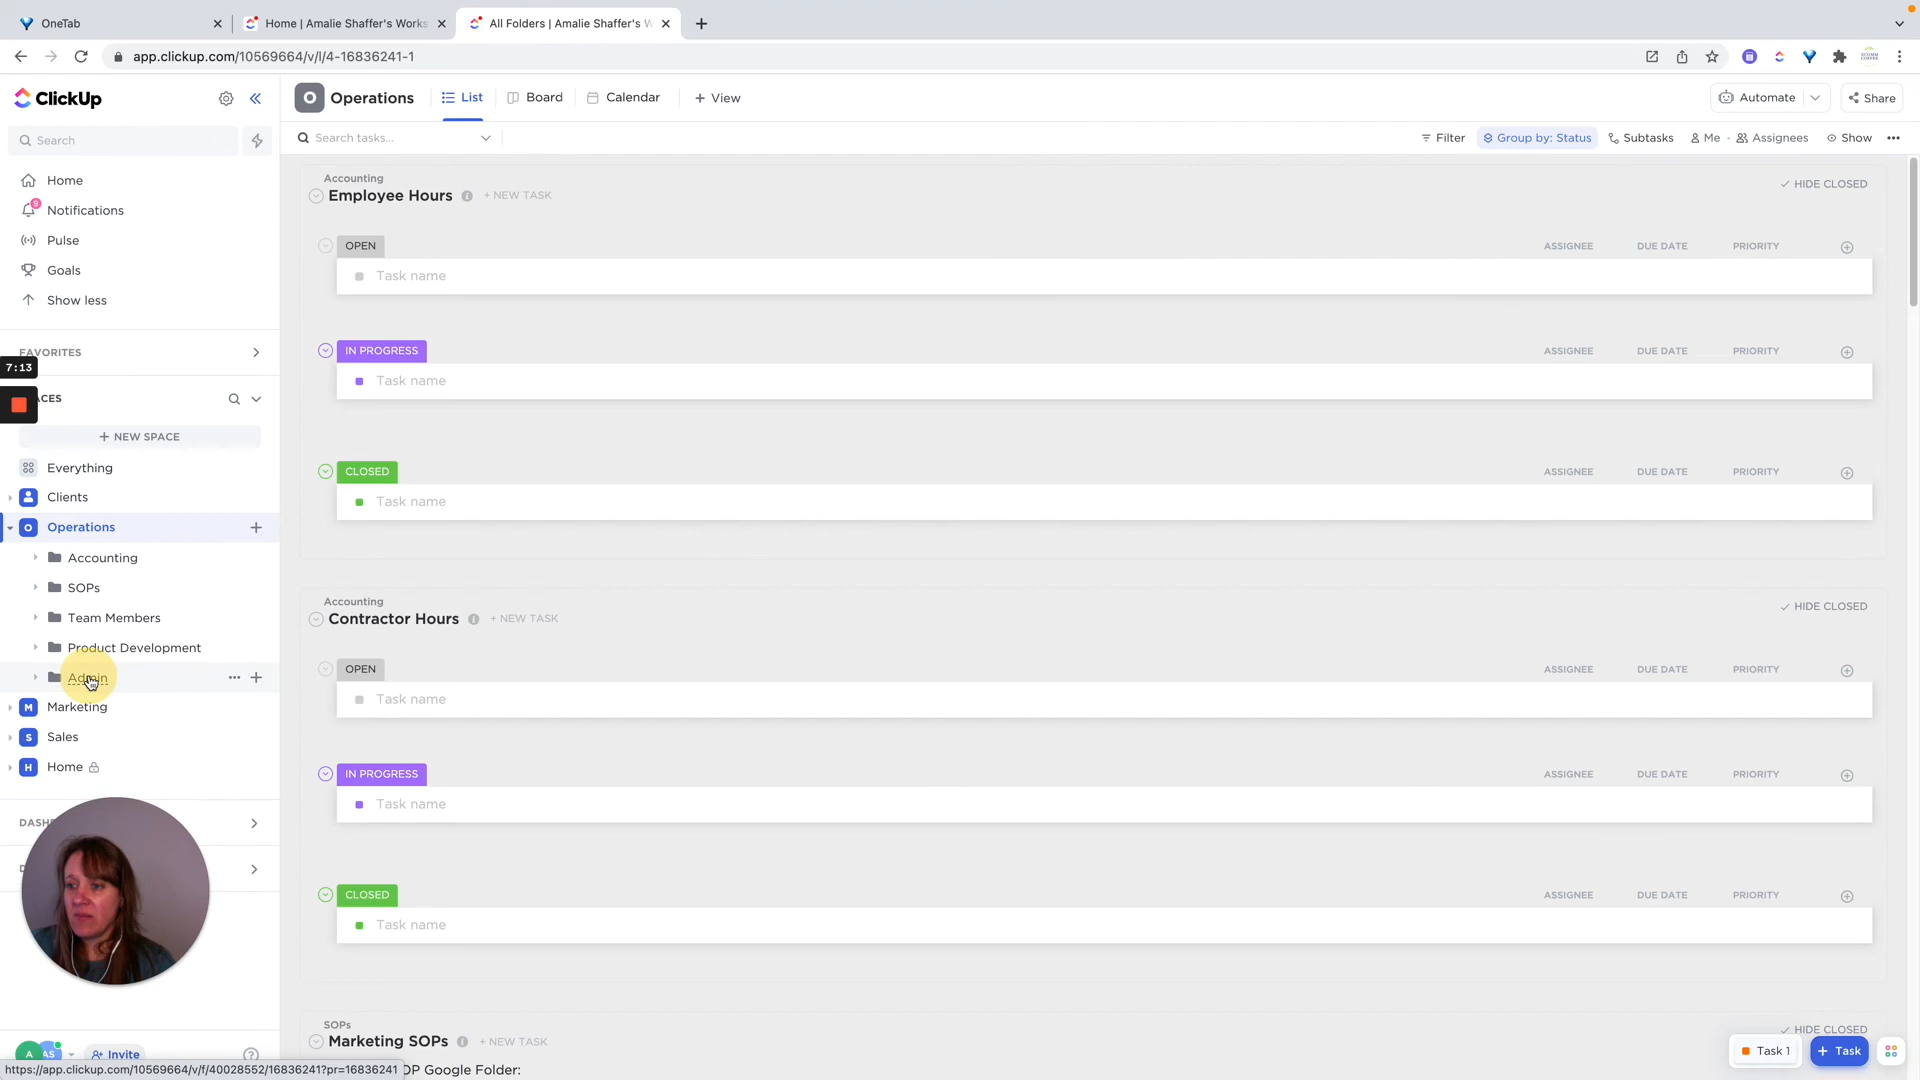 OneTab
Home | Amalie Shaffer's Works
All Folders | Amalie Shaffer's W
app.clickup.com/10569664/v/l/4-16836241-1
ClickUp
O Operations
List
Board
Calendar
+ View
Automate
Share
Search
Search tasks...
Filter
Group by: Status
Subtasks
Me
Assignees
Show
Home
9
Notifications
Pulse
Goals
Show less
FAVORITES
7:13
ACES
+ NEW SPACE
Everything
Clients
O Operations
Accounting
SOPs
Team Members
Product Development
Admin
M Marketing
S Sales
H Home
DASH
D
A AS
Invite
https://app.clickup.com/10569664/v/f/40028552/16836241?pr=16836241
Accounting
Employee Hours + NEW TASK
HIDE CLOSED
OPEN ASSIGNEE DUE DATE PRIORITY
Task name
IN PROGRESS ASSIGNEE DUE DATE PRIORITY
Task name
CLOSED ASSIGNEE DUE DATE PRIORITY
Task name
Accounting
Contractor Hours + NEW TASK
HIDE CLOSED
OPEN ASSIGNEE DUE DATE PRIORITY
Task name
IN PROGRESS ASSIGNEE DUE DATE PRIORITY
Task name
CLOSED ASSIGNEE DUE DATE PRIORITY
Task name
SOPs
Marketing SOPs + NEW TASK
HIDE CLOSED
OP Google Folder:
Task 1
+ Task